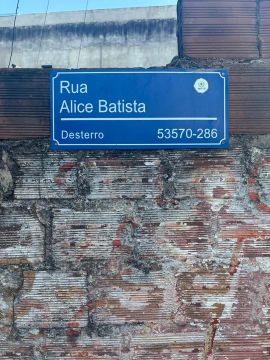 Rua
Alice Batista
Desterro 53570-286